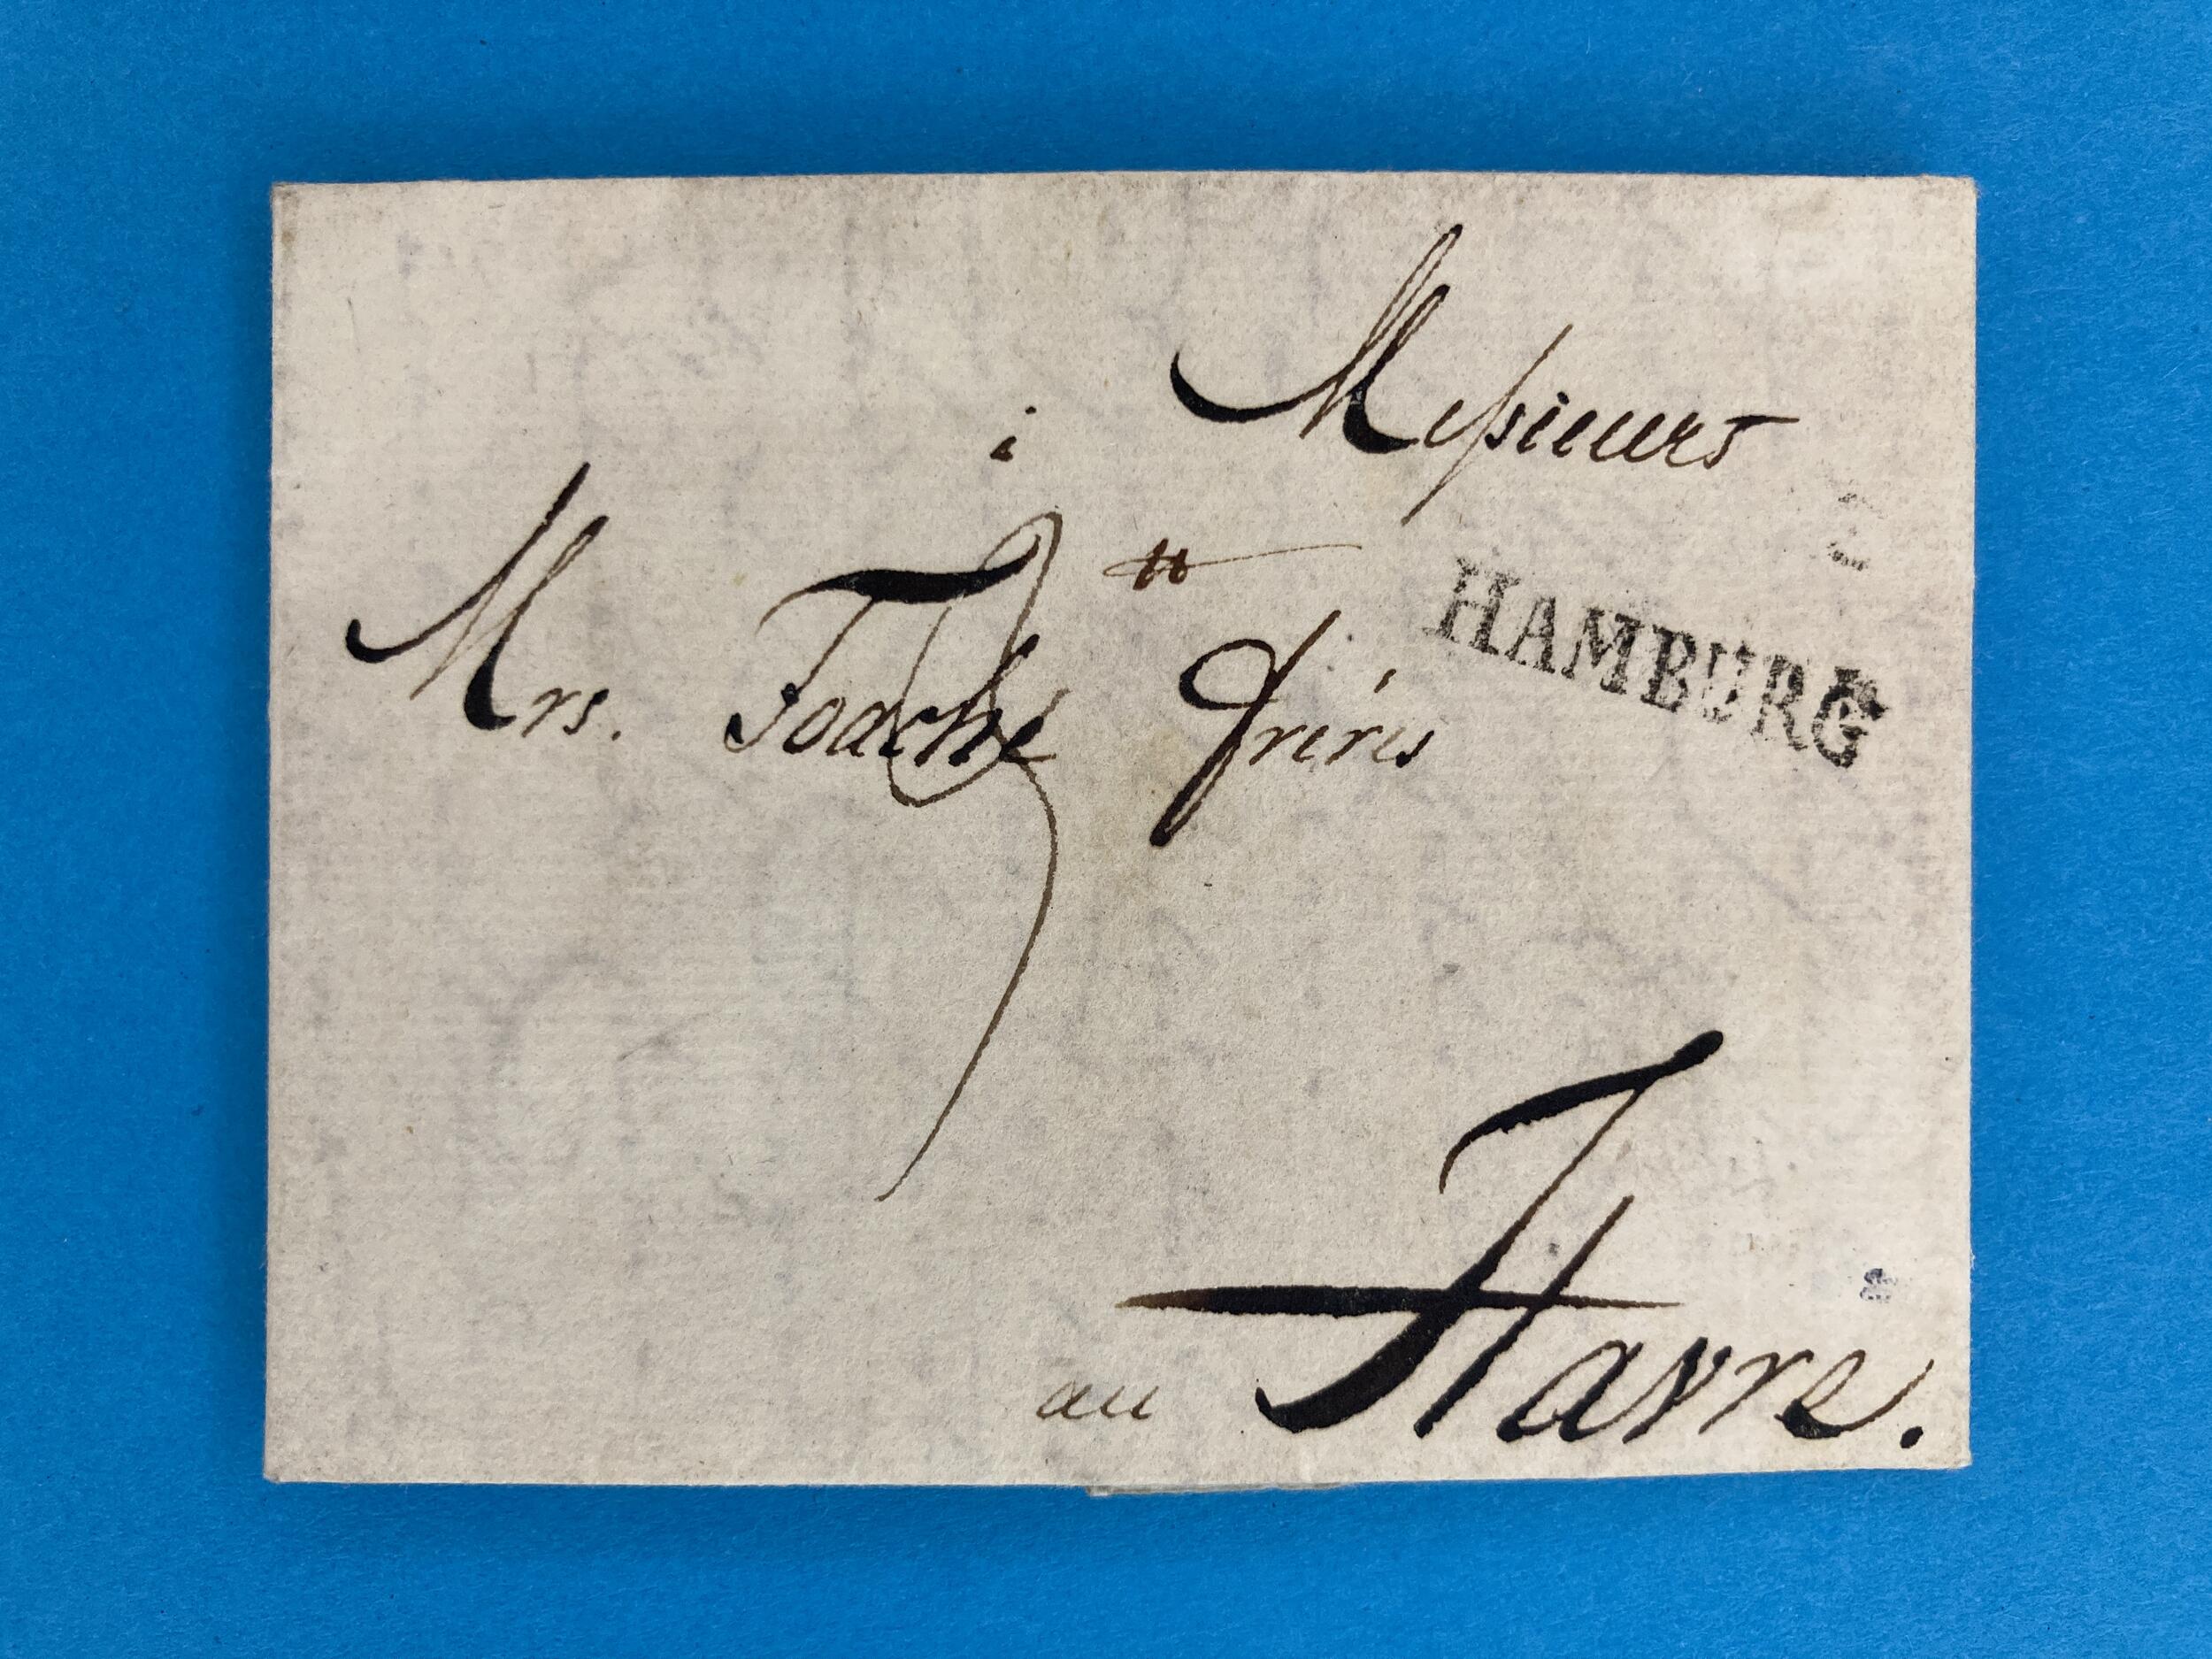 à Messieurs
Mrs. Foache frères
HAMBURG
au Havre.